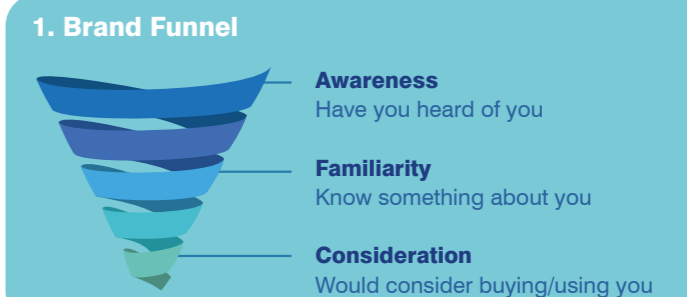 1. Brand Funnel
Awareness
Have you heard of you
Familiarity
Know something about you
Consideration
Would consider buying/using you